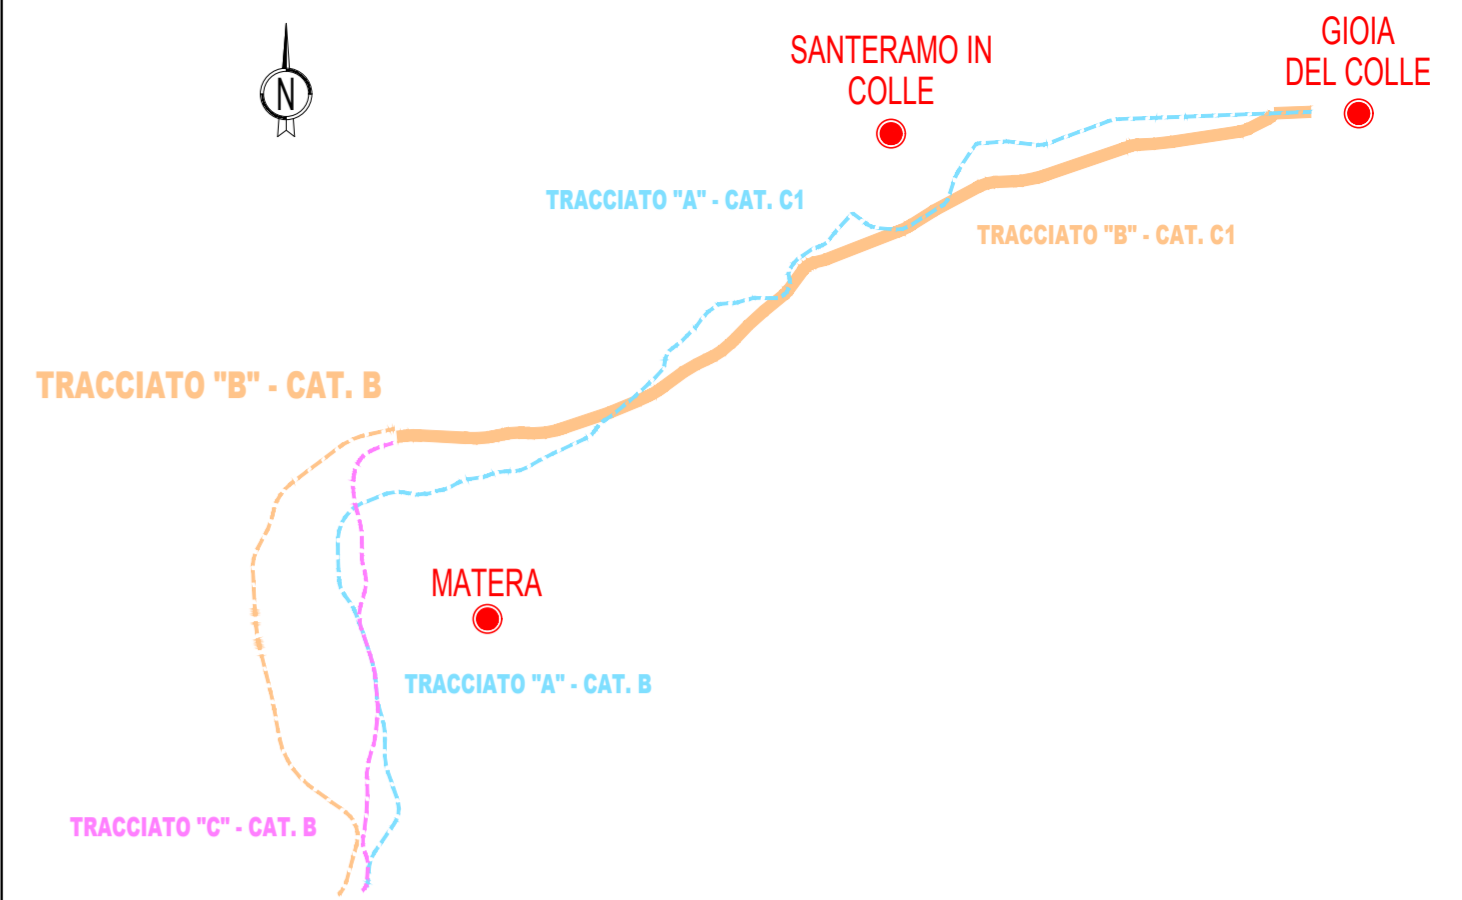 GIOIA
DEL COLLE
SANTERAMO IN
COLLE
N
TRACCIATO "A" - CAT. C1
TRACCIATO "B" - CAT. C1
TRACCIATO "B" - CAT. B
MATERA
TRACCIATO "A" - CAT. B
TRACCIATO "C" - CAT. B